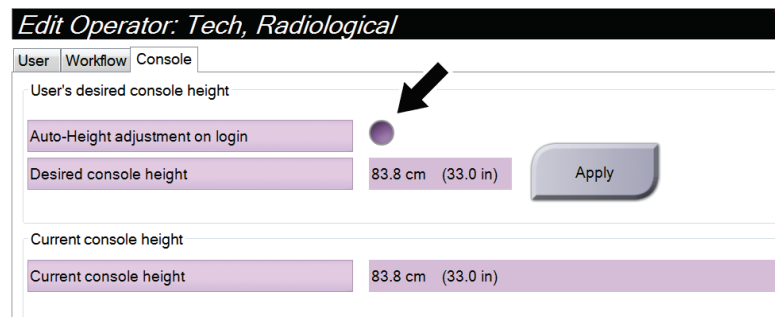 Edit Operator: Tech, Radiological
User Workflow Console
User's desired console height
Auto-Height adjustment on login
Desired console height 83.8 cm (33.0 in) Apply
Current console height
Current console height 83.8 cm (33.0 in)